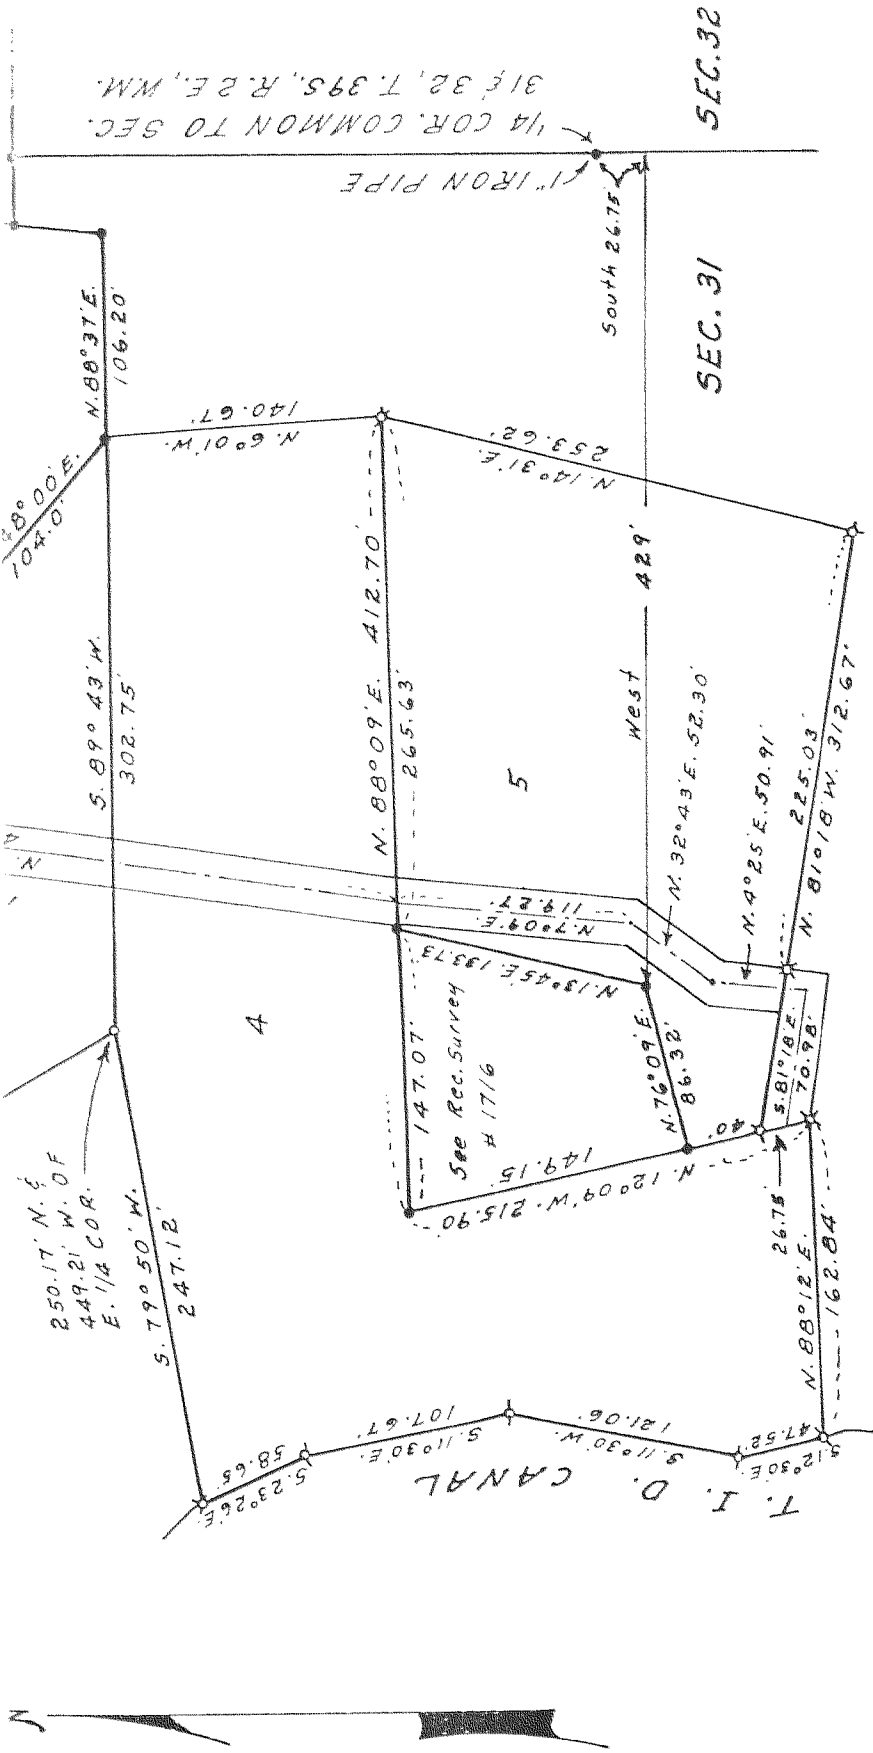 SEC. 32
1/4 COR. COMMON TO SEC.
31 & 32, T. 39S, R. 2 E., W.M.
1" IRON PIPE
South 26.75'
SEC. 31
N. 88° 37' E.
106.20'
48° 00' E.
104.0'
N. 6° 01' W.
140.67'
N. 14° 31' E.
253.62'
S. 89° 43' W.
302.75'
N. 88° 09' E. 412.70'
265.63'
5
West 429'
N. 32° 43' E. 52.30'
N. 4° 25' E. 50.91'
225.03'
N. 81° 18' W. 312.67'
N.
N. 7° 09' E.
119.27'
N. 13° 45' E. 133.73
4
147.07'
See Rec. Survey
# 1716
N. 76° 09' E.
86.32'
S. 81° 18' E.
70.98'
40'
26.75
149.15'
N. 12° 09' W. 215.90'
250.17' N. &
449.21' W. OF
E. 1/4 COR.
S. 79° 50' W.
247.12'
N. 88° 12' E.
162.84'
58.65
S. 23° 26' E.
107.67'
S. 11° 30' E.
121.06'
S. 11° 30' W.
47.52'
S. 12° 30' E.
T. I. D. CANAL
N